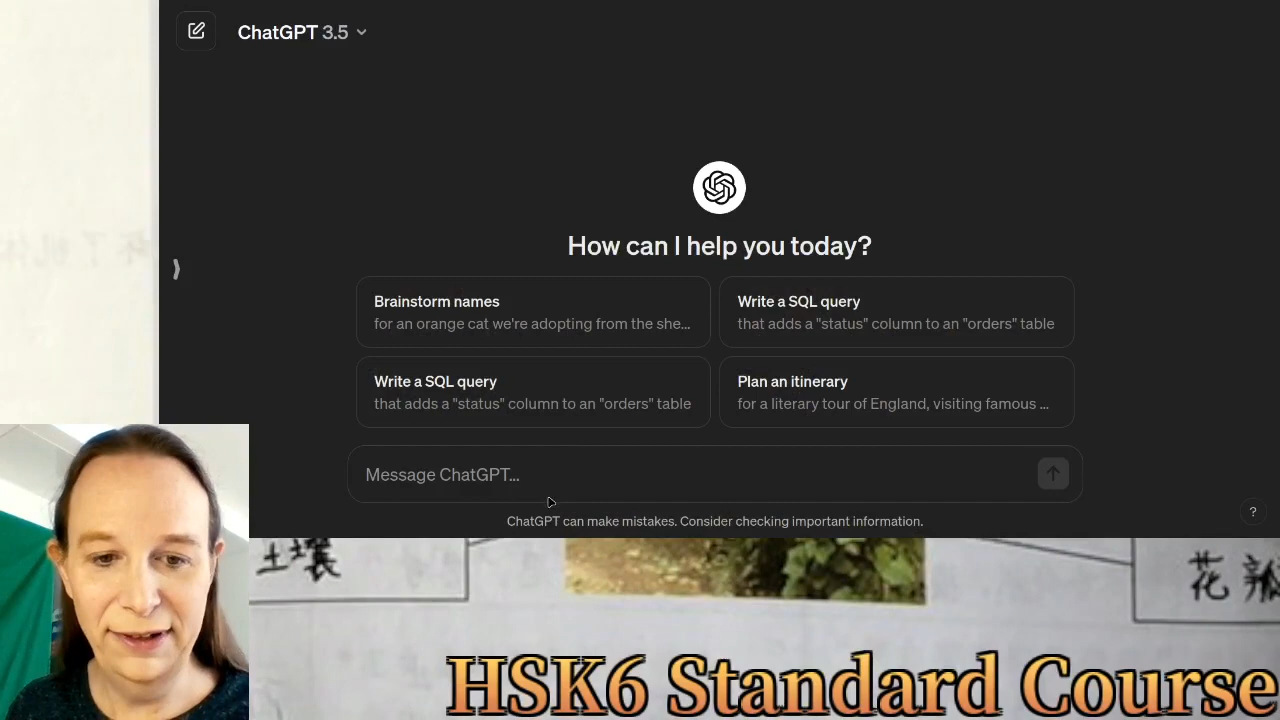 ChatGPT 3.5
How can I help you today?
Brainstorm names
for an orange cat we're adopting from the she...
Write a SQL query
that adds a "status" column to an "orders" table
Write a SQL query
that adds a "status" column to an "orders" table
Plan an itinerary
for a literary tour of England, visiting famous ...
Message ChatGPT...
ChatGPT can make mistakes. Consider checking important information.
?
土壤
花瓣
HSK6 Standard Course